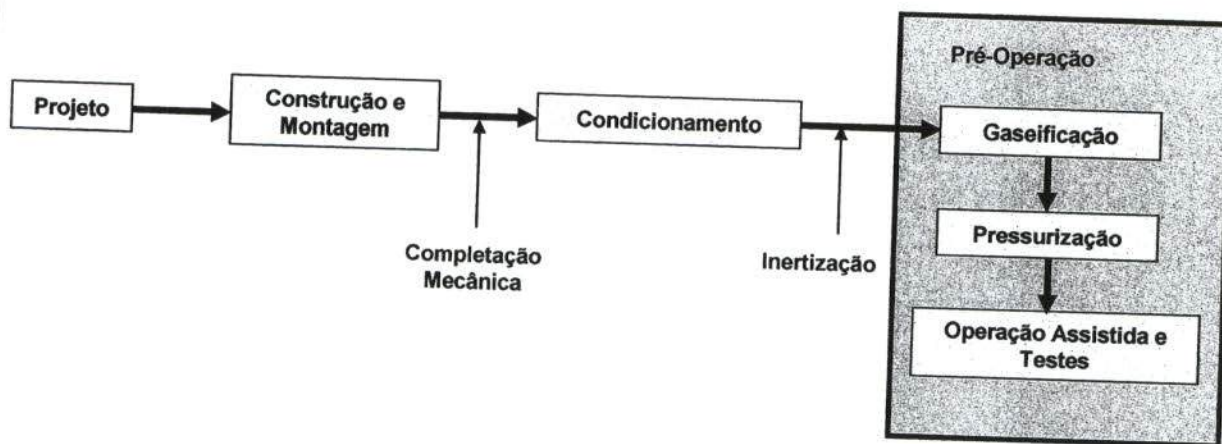 Projeto
Construção e
Montagem
Condicionamento
Completação
Mecânica
Inertização
Pré-Operação
Gaseificação
Pressurização
Operação Assistida e
Testes